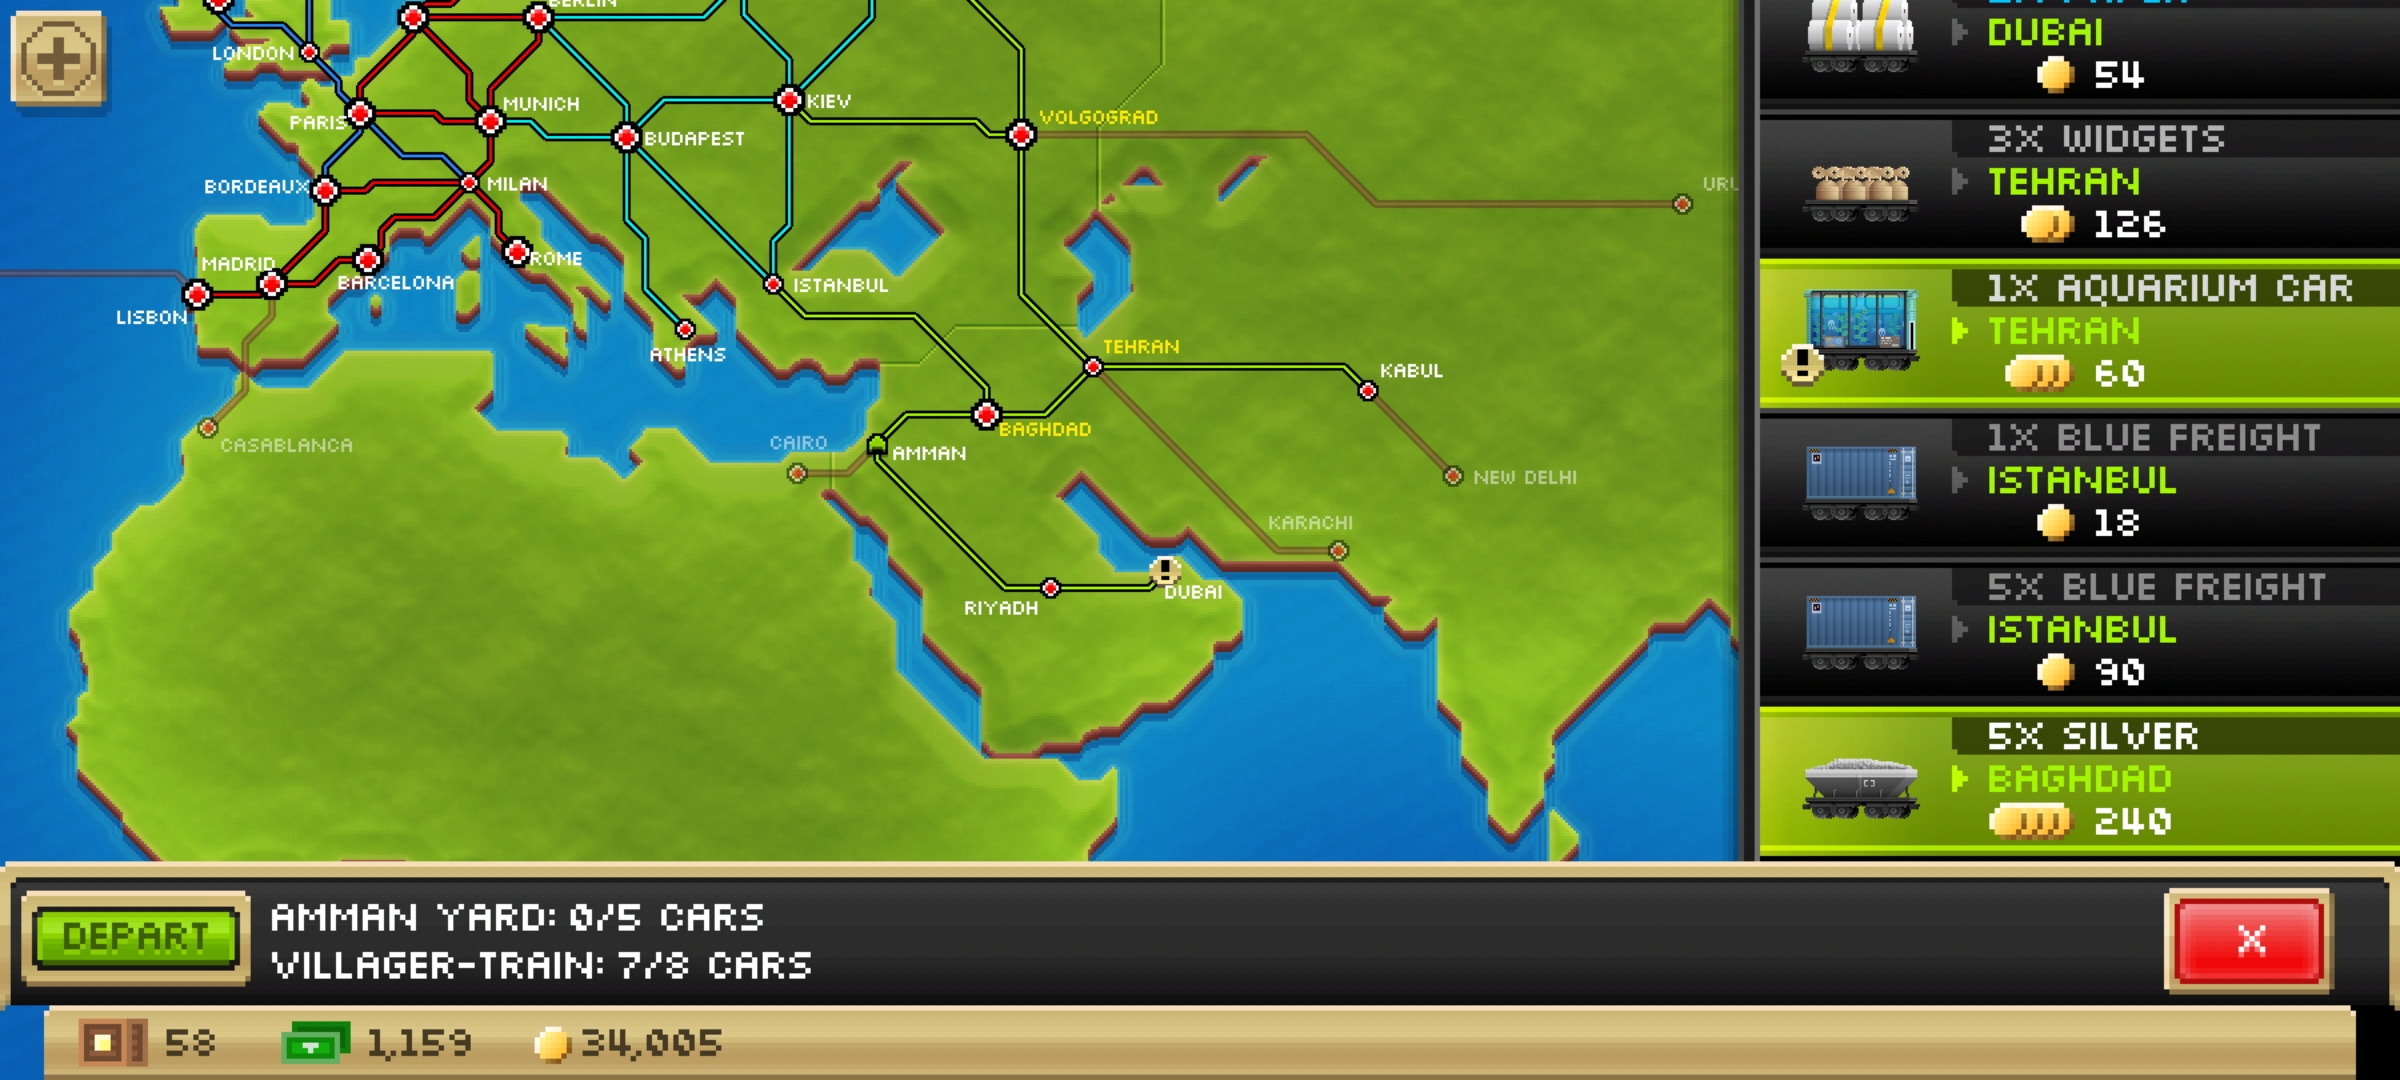 BERLIN
LONDON
MUNICH
KIEV
PARIS
BUDAPEST
VOLGOGRAD
BORDEAUX
MILAN
MADRID
ROME
BARCELONA
ISTANBUL
LISBON
ATHENS
TEHRAN
KABUL
CASABLANCA
CAIRO
BAGHDAD
AMMAN
NEW DELHI
KARACHI
RIYADH
DUBAI
DUBAI
54
3X WIDGETS
TEHRAN
126
1X AQUARIUM CAR
TEHRAN
60
1X BLUE FREIGHT
ISTANBUL
18
5X BLUE FREIGHT
ISTANBUL
90
5X SILVER
BAGHDAD
240
DEPART
AMMAN YARD: 0/5 CARS
VILLAGER-TRAIN: 7/8 CARS
X
58
1,159
34,005